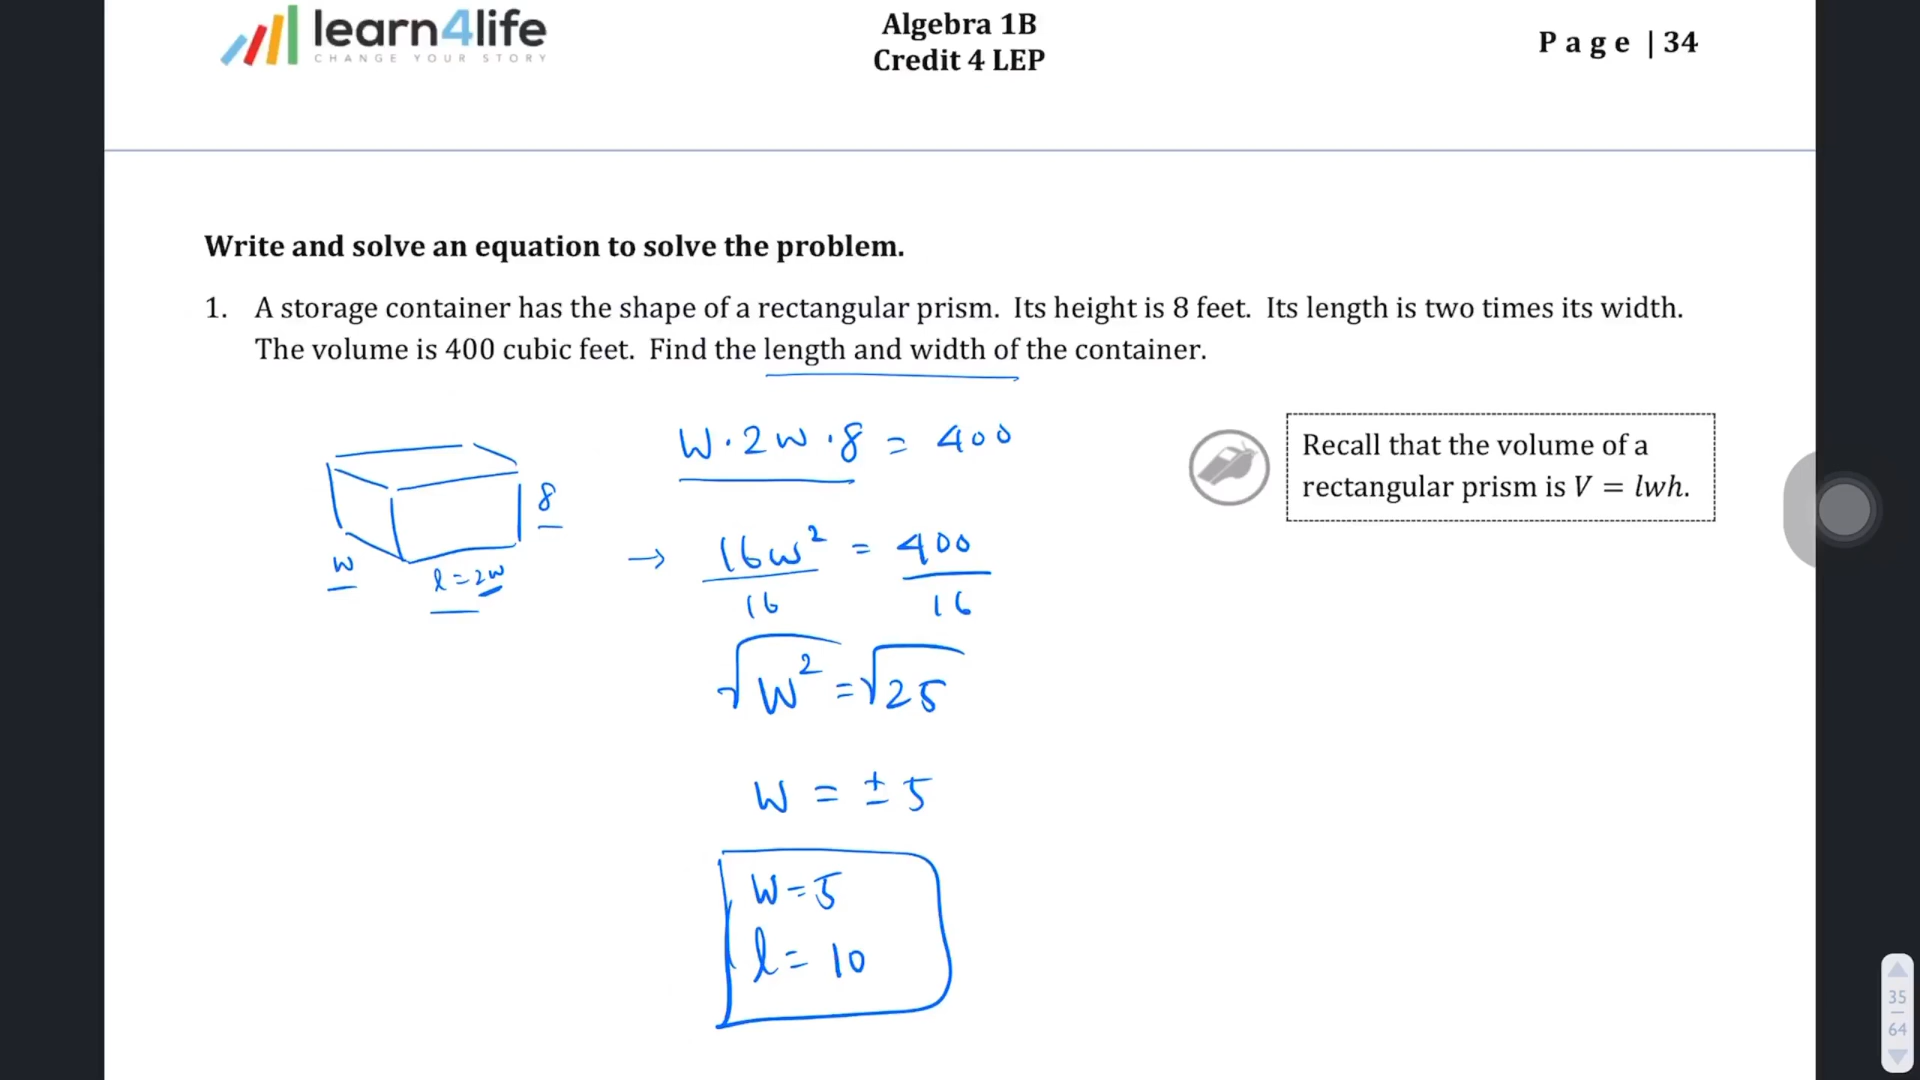 learn4life
CHANGE YOUR STORY
Algebra 1B
Credit 4 LEP
Page | 34
Write and solve an equation to solve the problem.
1. A storage container has the shape of a rectangular prism. Its height is 8 feet. Its length is two times its width.
The volume is 400 cubic feet. Find the length and width of the container.
w
l = 2w
8
W · 2w · 8 = 400
→ 16w² = 400
16 16
√W² = √25
W = ± 5
W = 5
l = 10
Recall that the volume of a
rectangular prism is V = lwh.
35
64